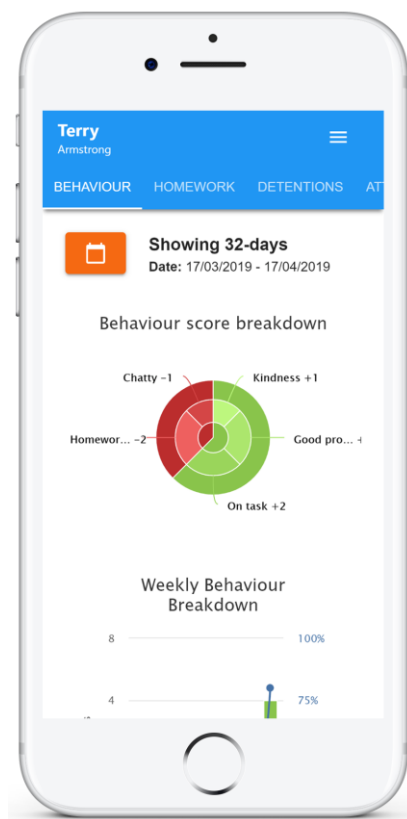 Terry
Armstrong
BEHAVIOUR HOMEWORK DETENTIONS AT
Showing 32-days
Date: 17/03/2019 - 17/04/2019
Behaviour score breakdown
Chatty −1 Kindness +1
Homewor... −2 Good pro... +
On task +2
Weekly Behaviour
Breakdown
8 100%
4 75%